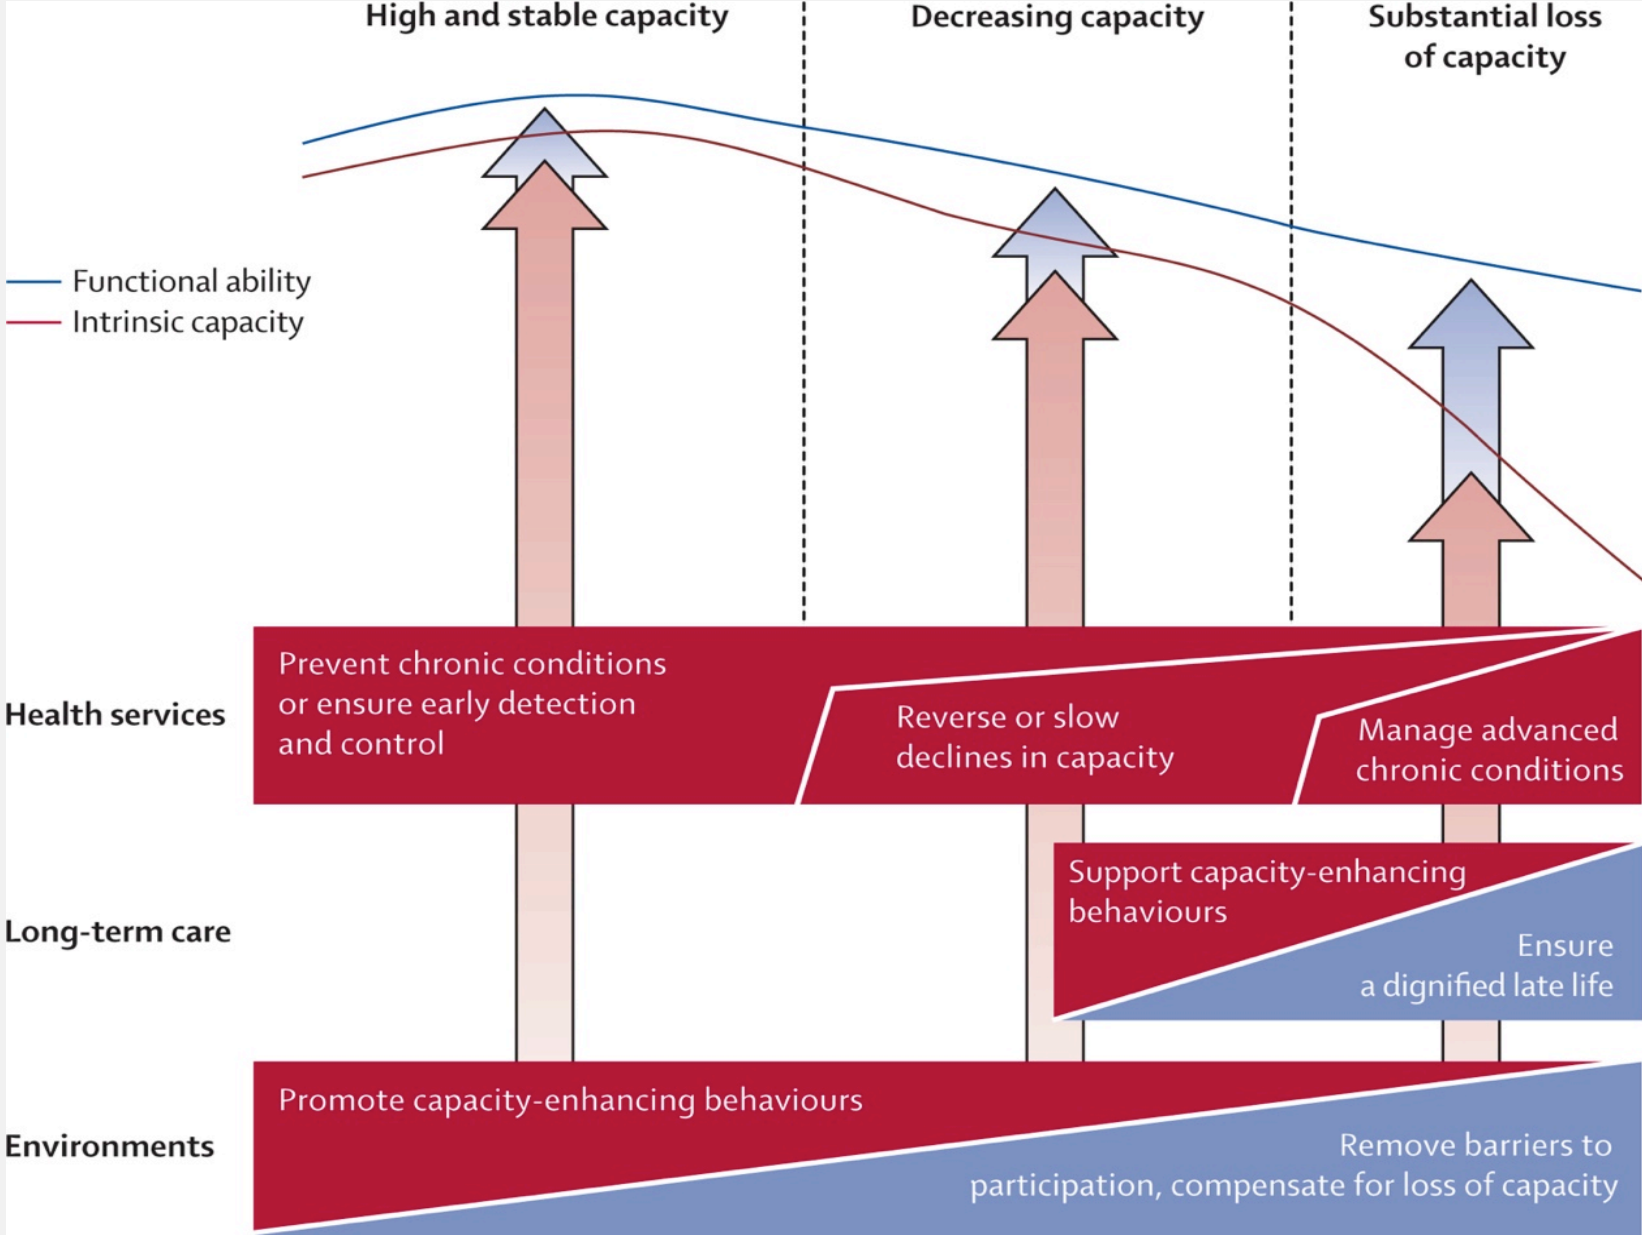 High and stable capacity
Decreasing capacity
Substantial loss
of capacity
Functional ability
Intrinsic capacity
Health services
Prevent chronic conditions
or ensure early detection
and control
Reverse or slow
declines in capacity
Manage advanced
chronic conditions
Long-term care
Support capacity-enhancing
behaviours
Ensure
a dignified late life
Environments
Promote capacity-enhancing behaviours
Remove barriers to
participation, compensate for loss of capacity